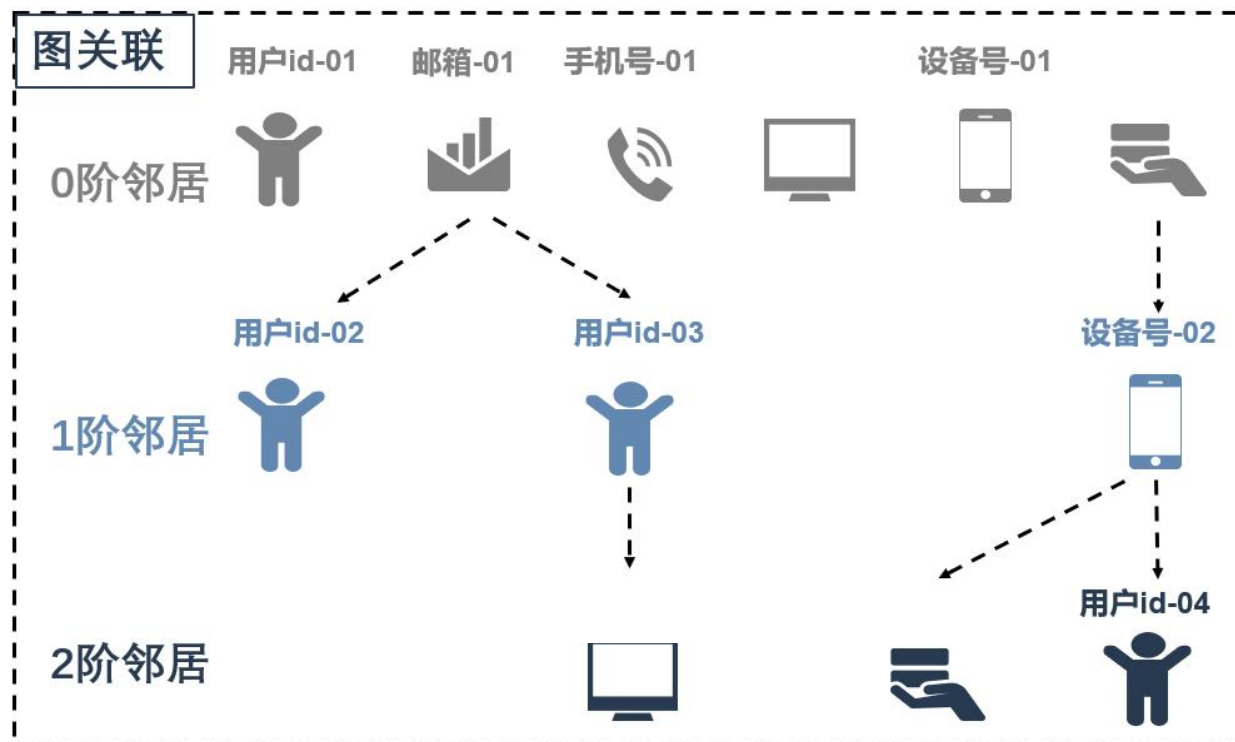 图关联
用户id-01
邮箱-01
手机号-01
设备号-01
0阶邻居
用户id-02
用户id-03
设备号-02
1阶邻居
用户id-04
2阶邻居